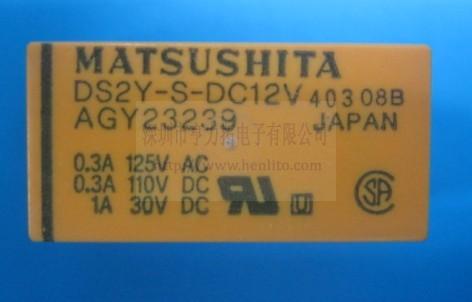 MATSUSHITA
DS2Y-S-DC12V 40308B
AGY23239 JAPAN
深圳市亨力拓电子有限公司
http://www.henlito.com
0.3A 125V AC
0.3A 110V DC
1A 30V DC